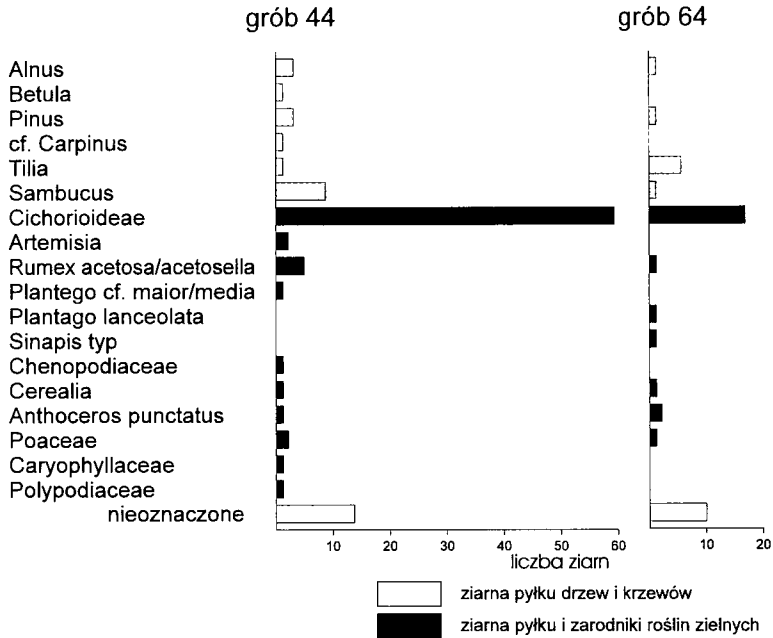 grób 44 grób 64
Alnus
Betula
Pinus
cf. Carpinus
Tilia
Sambucus
Cichorioideae
Artemisia
Rumex acetosa/acetosella
Plantego cf. maior/media
Plantago lanceolata
Sinapis typ
Chenopodiaceae
Cerealia
Anthoceros punctatus
Poaceae
Caryophyllaceae
Polypodiaceae
nieoznaczone
10 20 30 40 50 60 10 20
liczba ziarn
ziarna pyłku drzew i krzewów
ziarna pyłku i zarodniki roślin zielnych